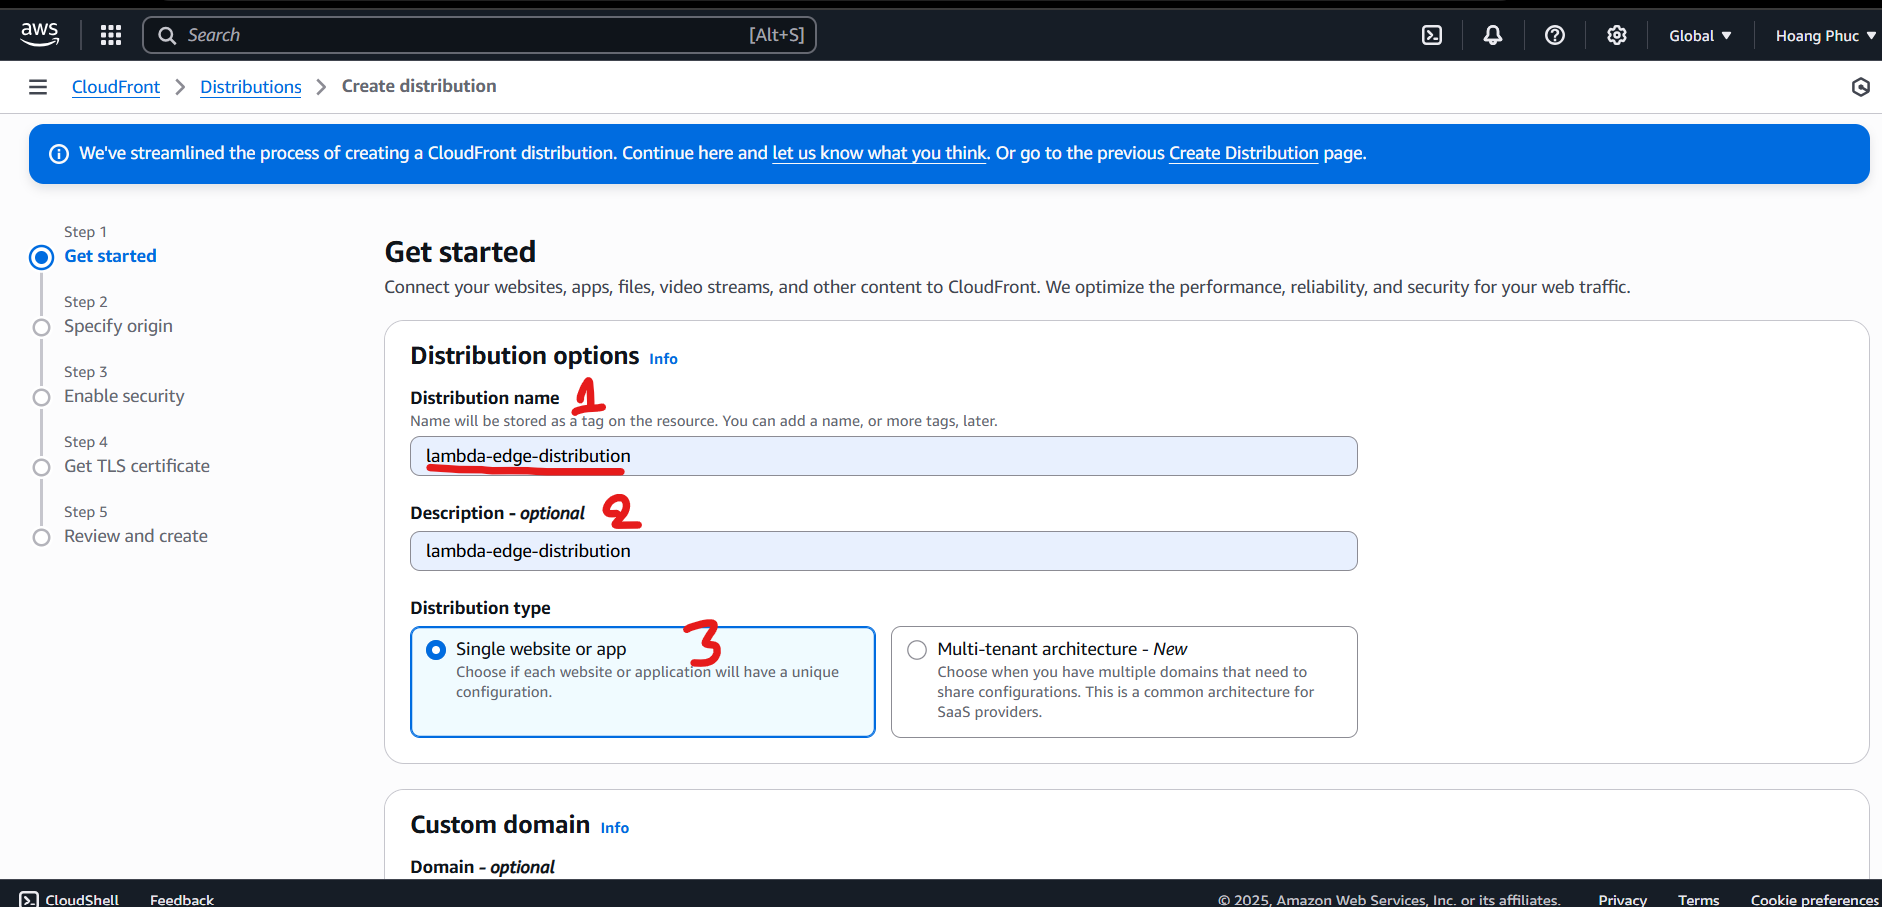 aws
Search [Alt+S]
Global ▼
Hoang Phuc ▼
CloudFront > Distributions > Create distribution
We've streamlined the process of creating a CloudFront distribution. Continue here and let us know what you think. Or go to the previous Create Distribution page.
Step 1
Get started
Step 2
Specify origin
Step 3
Enable security
Step 4
Get TLS certificate
Step 5
Review and create
Get started
Connect your websites, apps, files, video streams, and other content to CloudFront. We optimize the performance, reliability, and security for your web traffic.
Distribution options Info
Distribution name 1
Name will be stored as a tag on the resource. You can add a name, or more tags, later.
lambda-edge-distribution
Description - optional 2
lambda-edge-distribution
Distribution type
3
Single website or app
Choose if each website or application will have a unique
configuration.
Multi-tenant architecture - New
Choose when you have multiple domains that need to
share configurations. This is a common architecture for
SaaS providers.
Custom domain Info
Domain - optional
CloudShell Feedback © 2025, Amazon Web Services, Inc. or its affiliates. Privacy Terms Cookie preferences